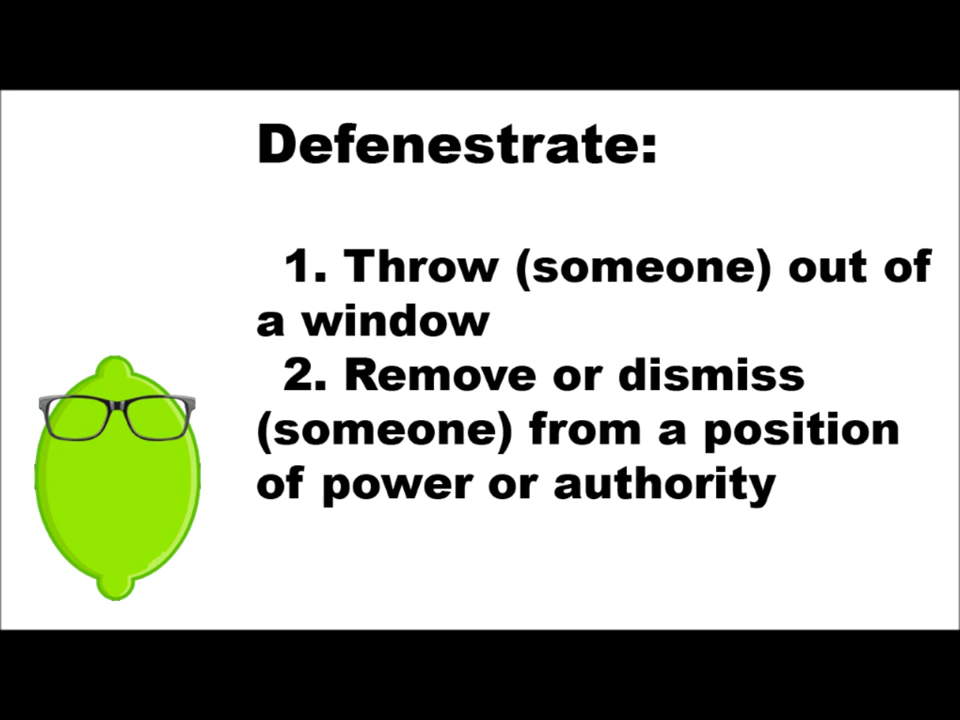 Defenestrate:
1. Throw (someone) out of
a window
2. Remove or dismiss
(someone) from a position
of power or authority